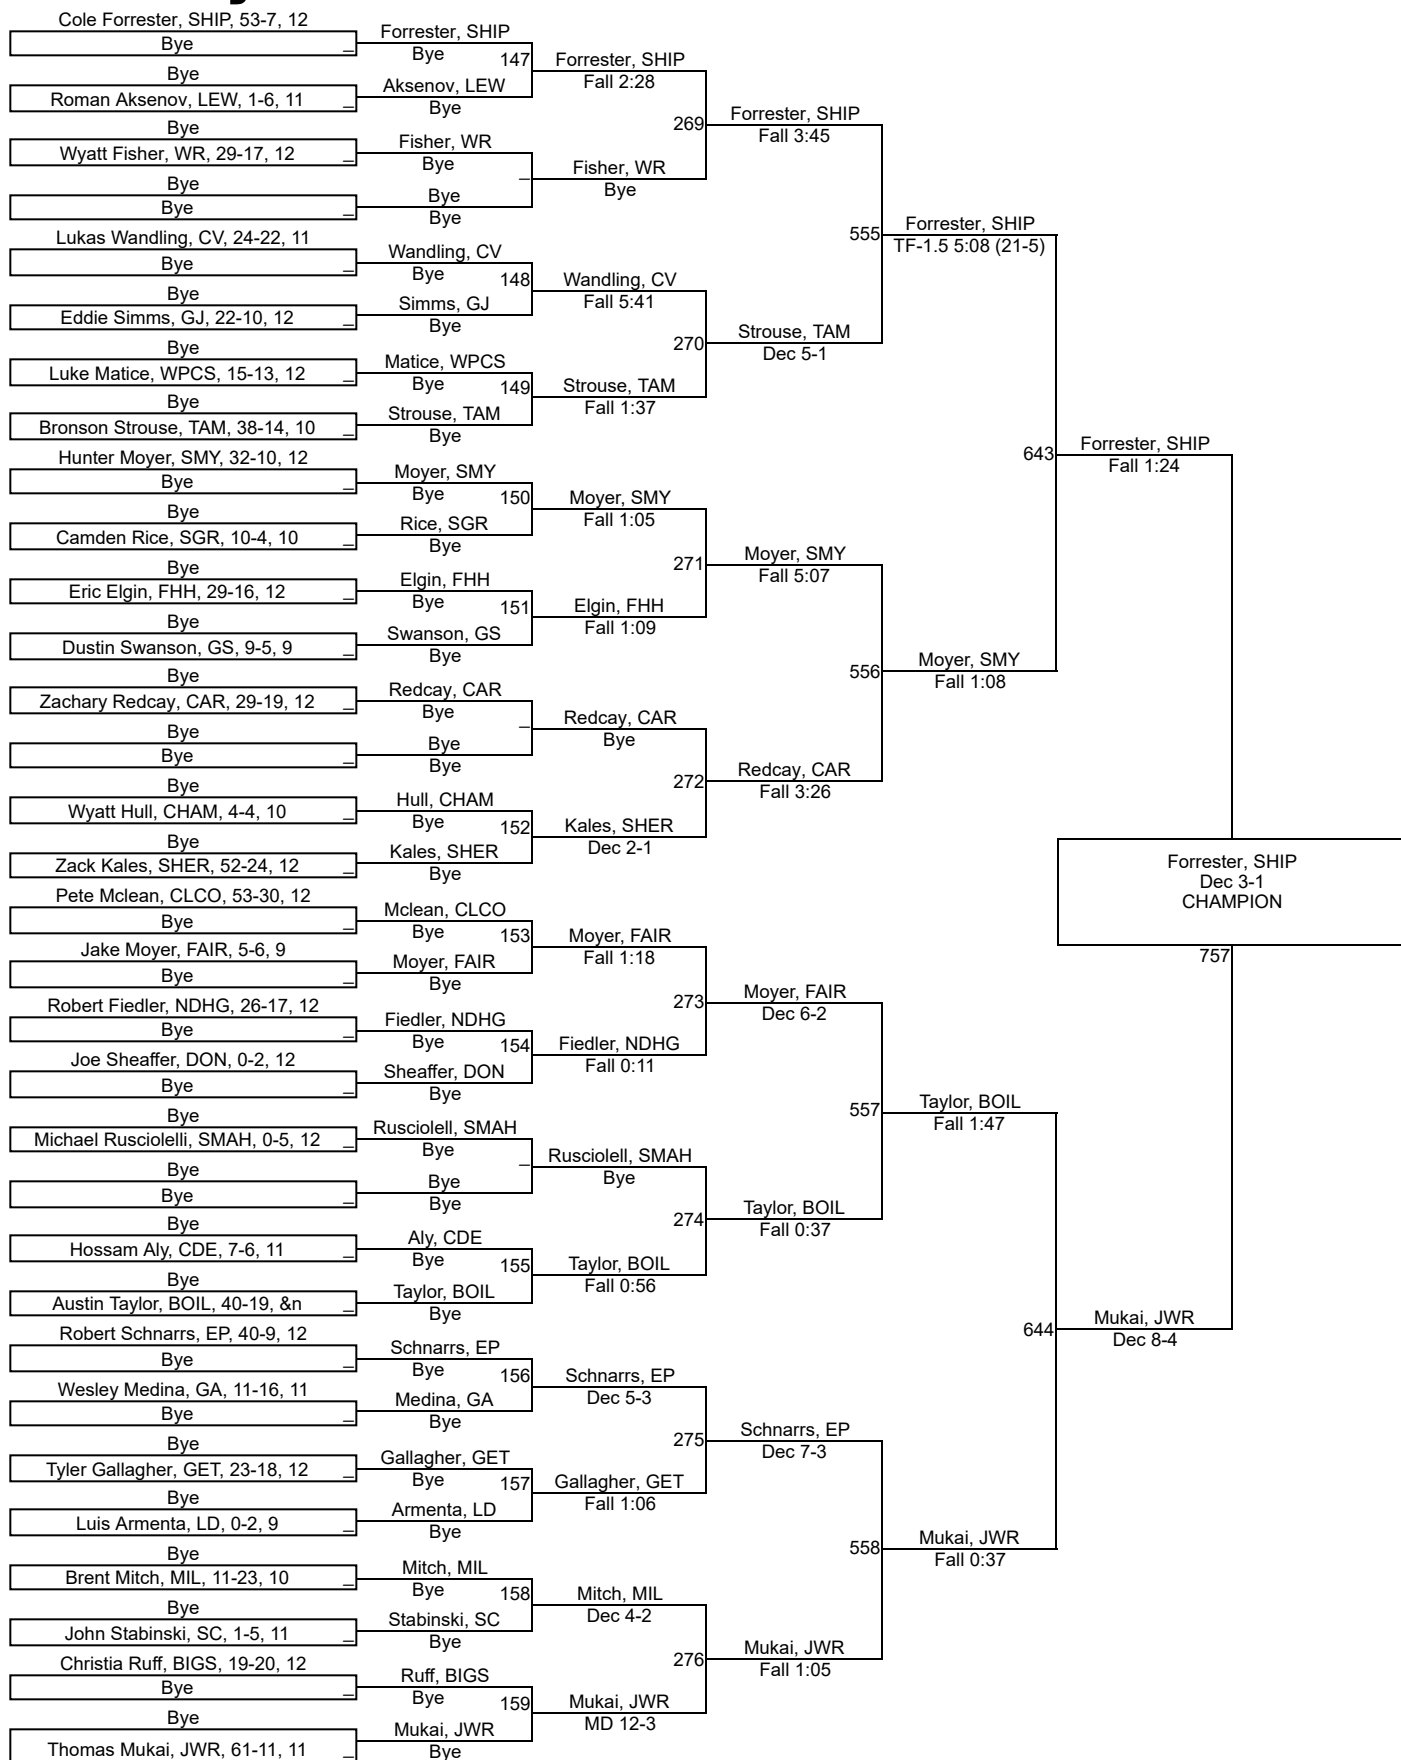 Cole Forrester, SHIP, 53-7, 12
Bye _
Bye
Roman Aksenov, LEW, 1-6, 11 _
Bye
Wyatt Fisher, WR, 29-17, 12 _
Bye
Bye _
Lukas Wandling, CV, 24-22, 11
Bye _
Bye
Eddie Simms, GJ, 22-10, 12 _
Bye
Luke Matice, WPCS, 15-13, 12 _
Bye
Bronson Strouse, TAM, 38-14, 10 _
Hunter Moyer, SMY, 32-10, 12
Bye _
Bye
Camden Rice, SGR, 10-4, 10 _
Bye
Eric Elgin, FHH, 29-16, 12 _
Bye
Dustin Swanson, GS, 9-5, 9 _
Bye
Zachary Redcay, CAR, 29-19, 12 _
Bye
Bye _
Bye
Wyatt Hull, CHAM, 4-4, 10 _
Bye
Zack Kales, SHER, 52-24, 12 _
Pete Mclean, CLCO, 53-30, 12
Bye _
Jake Moyer, FAIR, 5-6, 9
Bye _
Robert Fiedler, NDHG, 26-17, 12
Bye _
Joe Sheaffer, DON, 0-2, 12
Bye _
Bye
Michael Rusciolelli, SMAH, 0-5, 12 _
Bye
Bye _
Bye
Hossam Aly, CDE, 7-6, 11 _
Bye
Austin Taylor, BOIL, 40-19, &n _
Robert Schnarrs, EP, 40-9, 12
Bye _
Wesley Medina, GA, 11-16, 11
Bye _
Bye
Tyler Gallagher, GET, 23-18, 12 _
Bye
Luis Armenta, LD, 0-2, 9 _
Bye
Brent Mitch, MIL, 11-23, 10 _
Bye
John Stabinski, SC, 1-5, 11 _
Christia Ruff, BIGS, 19-20, 12
Bye _
Bye
Thomas Mukai, JWR, 61-11, 11 _
Forrester, SHIP
Bye
147
Aksenov, LEW
Bye
Fisher, WR
Bye
_
Bye
Bye
Wandling, CV
Bye
148
Simms, GJ
Bye
Matice, WPCS
Bye
149
Strouse, TAM
Bye
Moyer, SMY
Bye
150
Rice, SGR
Bye
Elgin, FHH
Bye
151
Swanson, GS
Bye
Redcay, CAR
Bye
_
Bye
Bye
Hull, CHAM
Bye
152
Kales, SHER
Bye
Mclean, CLCO
Bye
153
Moyer, FAIR
Bye
Fiedler, NDHG
Bye
154
Sheaffer, DON
Bye
Rusciolell, SMAH
Bye
_
Bye
Bye
Aly, CDE
Bye
155
Taylor, BOIL
Bye
Schnarrs, EP
Bye
156
Medina, GA
Bye
Gallagher, GET
Bye
157
Armenta, LD
Bye
Mitch, MIL
Bye
158
Stabinski, SC
Bye
Ruff, BIGS
Bye
159
Mukai, JWR
Bye
Forrester, SHIP
Fall 2:28
269
Fisher, WR
Bye
Wandling, CV
Fall 5:41
270
Strouse, TAM
Fall 1:37
Moyer, SMY
Fall 1:05
271
Elgin, FHH
Fall 1:09
Redcay, CAR
Bye
272
Kales, SHER
Dec 2-1
Moyer, FAIR
Fall 1:18
273
Fiedler, NDHG
Fall 0:11
Rusciolell, SMAH
Bye
274
Taylor, BOIL
Fall 0:56
Schnarrs, EP
Dec 5-3
275
Gallagher, GET
Fall 1:06
Mitch, MIL
Dec 4-2
276
Mukai, JWR
MD 12-3
Forrester, SHIP
Fall 3:45
555
Strouse, TAM
Dec 5-1
Moyer, SMY
Fall 5:07
556
Redcay, CAR
Fall 3:26
Moyer, FAIR
Dec 6-2
557
Taylor, BOIL
Fall 0:37
Schnarrs, EP
Dec 7-3
558
Mukai, JWR
Fall 1:05
Forrester, SHIP
TF-1.5 5:08 (21-5)
643
Moyer, SMY
Fall 1:08
Taylor, BOIL
Fall 1:47
644
Mukai, JWR
Fall 0:37
Forrester, SHIP
Fall 1:24
Mukai, JWR
Dec 8-4
Forrester, SHIP
Dec 3-1
CHAMPION
757